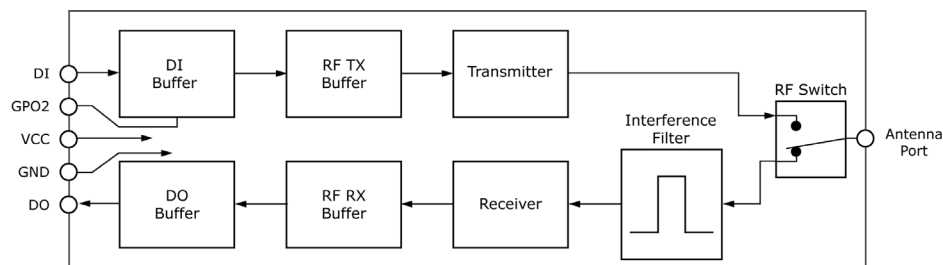 DI
GPO2
VCC
GND
DO
DI
Buffer
RF TX
Buffer
Transmitter
RF Switch
Antenna
Port
Interference
Filter
DO
Buffer
RF RX
Buffer
Receiver